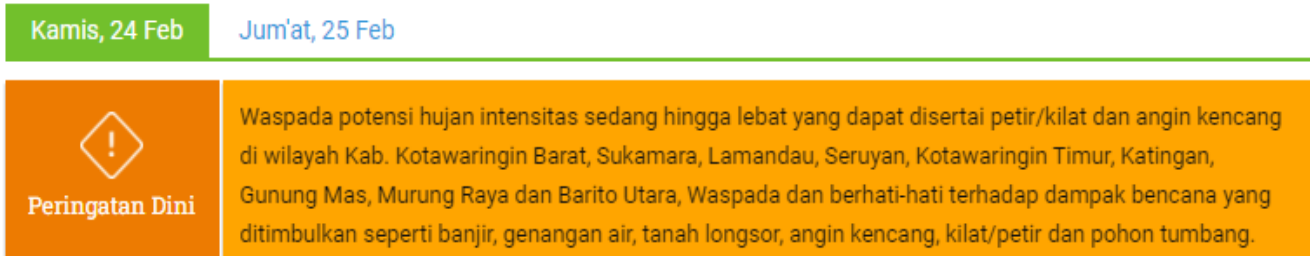 Kamis, 24 Feb
Jum'at, 25 Feb
Peringatan Dini
Waspada potensi hujan intensitas sedang hingga lebat yang dapat disertai petir/kilat dan angin kencang
di wilayah Kab. Kotawaringin Barat, Sukamara, Lamandau, Seruyan, Kotawaringin Timur, Katingan,
Gunung Mas, Murung Raya dan Barito Utara, Waspada dan berhati-hati terhadap dampak bencana yang
ditimbulkan seperti banjir, genangan air, tanah longsor, angin kencang, kilat/petir dan pohon tumbang.